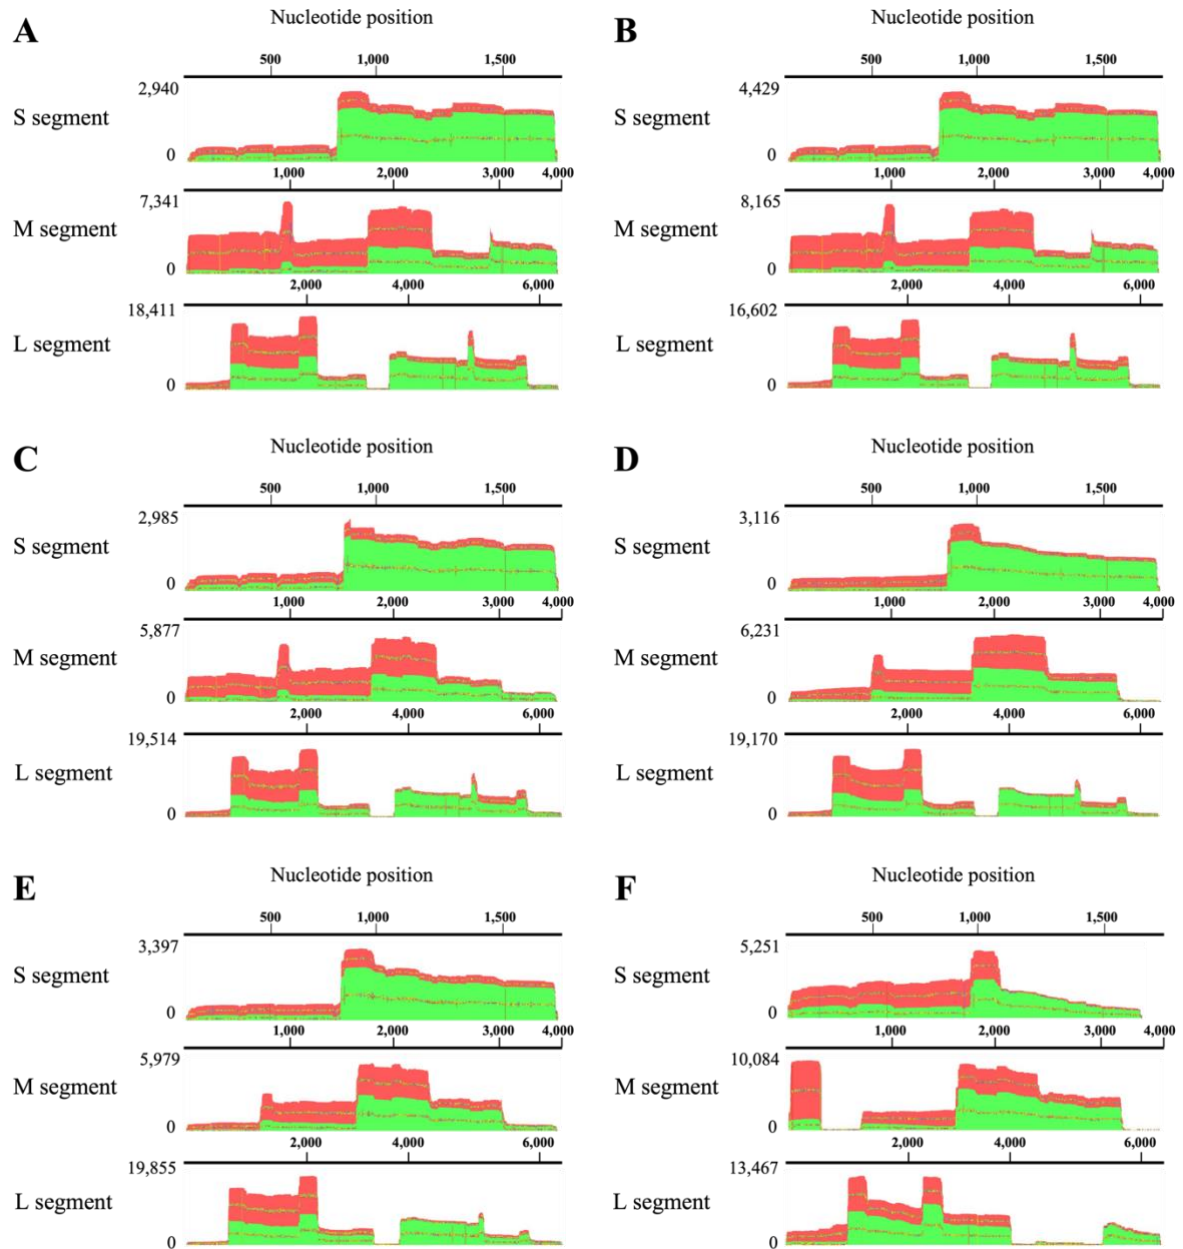 A
Nucleotide position
500 1,000 1,500
2,940
S segment
0
1,000 2,000 3,000 4,000
7,341
M segment
0
2,000 4,000 6,000
18,411
L segment
0
B
Nucleotide position
500 1,000 1,500
4,429
S segment
0
1,000 2,000 3,000 4,000
8,165
M segment
0
2,000 4,000 6,000
16,602
L segment
0
C
Nucleotide position
500 1,000 1,500
2,985
S segment
0
1,000 2,000 3,000 4,000
5,877
M segment
0
2,000 4,000 6,000
19,514
L segment
0
D
Nucleotide position
500 1,000 1,500
3,116
S segment
0
1,000 2,000 3,000 4,000
6,231
M segment
0
2,000 4,000 6,000
19,170
L segment
0
E
Nucleotide position
500 1,000 1,500
3,397
S segment
0
1,000 2,000 3,000 4,000
5,979
M segment
0
2,000 4,000 6,000
19,855
L segment
0
F
Nucleotide position
500 1,000 1,500
5,251
S segment
0
1,000 2,000 3,000 4,000
10,084
M segment
0
2,000 4,000 6,000
13,467
L segment
0